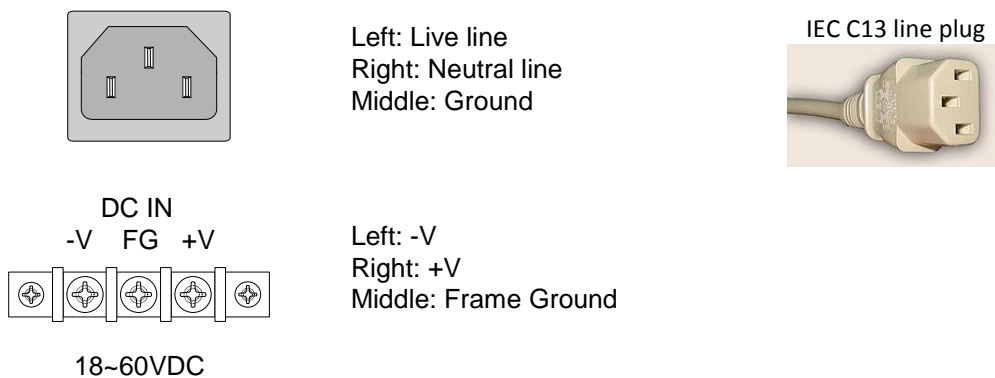 Left: Live line
Right: Neutral line
Middle: Ground
IEC C13 line plug
DC IN
-V FG +V
18~60VDC
Left: -V
Right: +V
Middle: Frame Ground